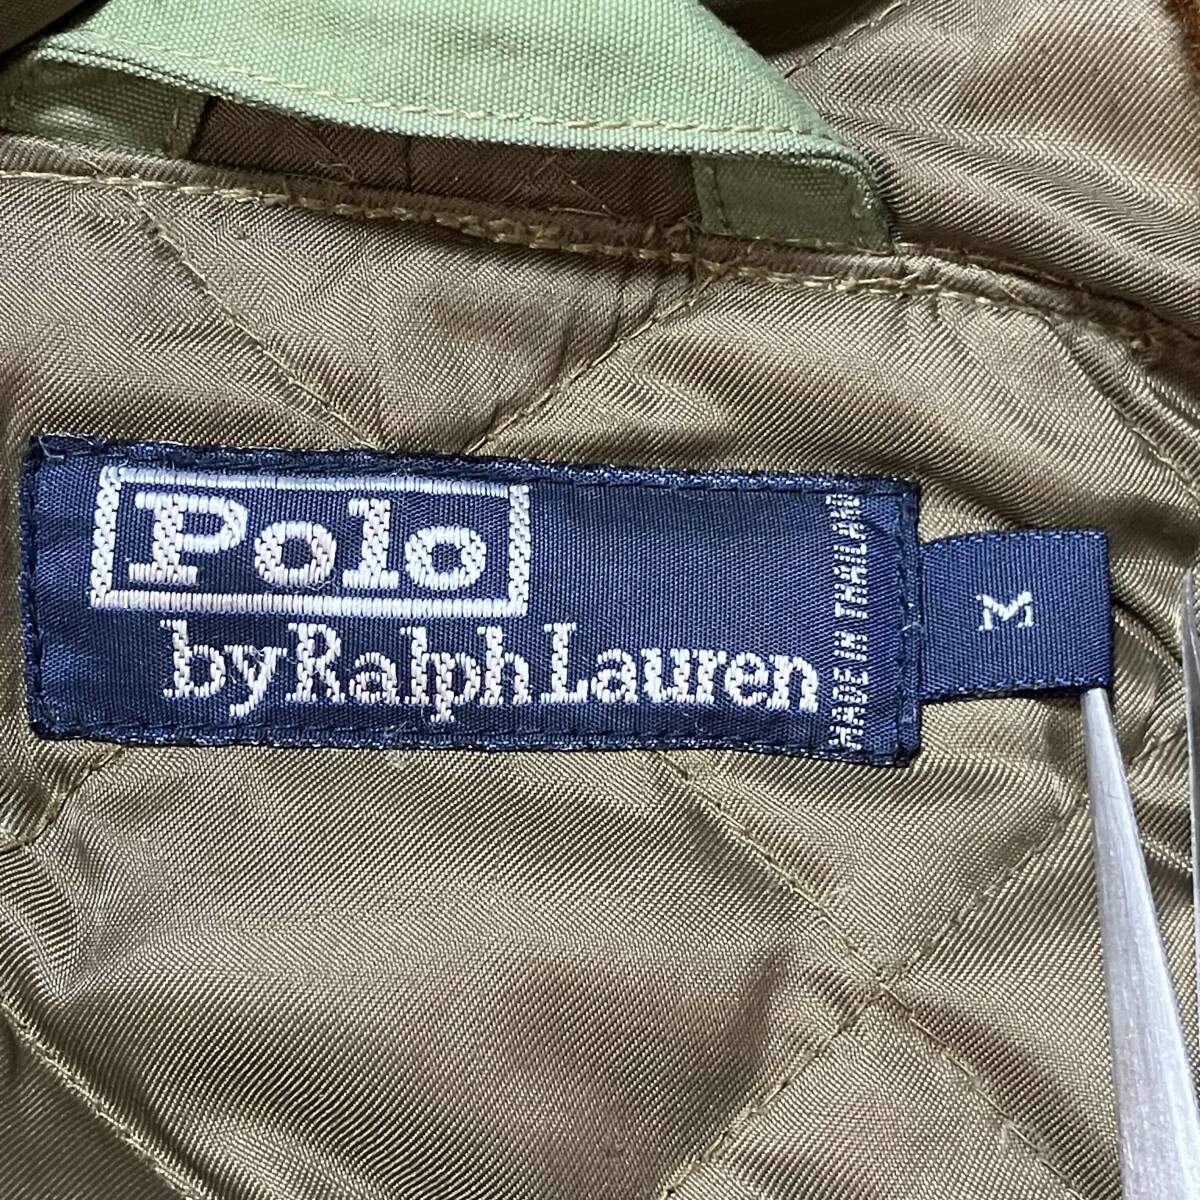 Polo
by Ralph Lauren
MADE IN THAILAND
M